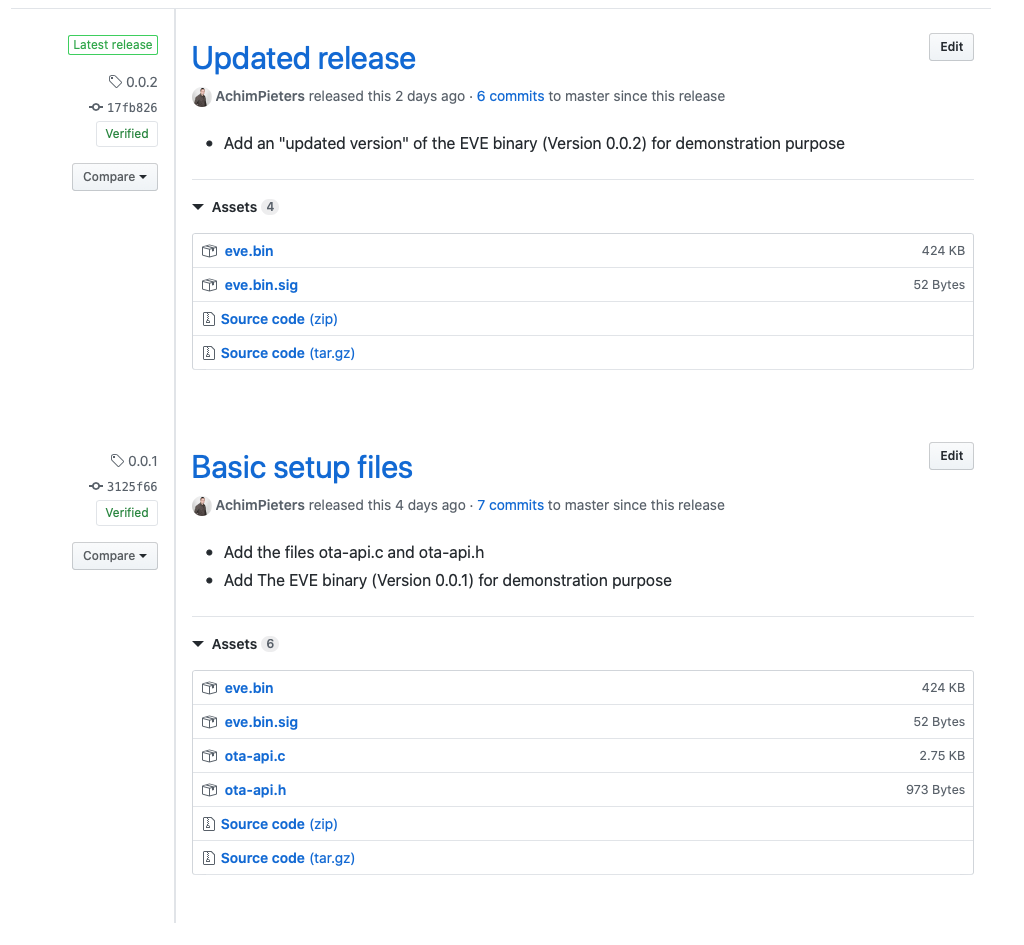 Latest release
0.0.2
17fb826
Verified
Compare
Updated release
Edit
AchimPieters released this 2 days ago · 6 commits to master since this release
• Add an "updated version" of the EVE binary (Version 0.0.2) for demonstration purpose
Assets 4
eve.bin 424 KB
eve.bin.sig 52 Bytes
Source code (zip)
Source code (tar.gz)
0.0.1
3125f66
Verified
Compare
Basic setup files
Edit
AchimPieters released this 4 days ago · 7 commits to master since this release
• Add the files ota-api.c and ota-api.h
• Add The EVE binary (Version 0.0.1) for demonstration purpose
Assets 6
eve.bin 424 KB
eve.bin.sig 52 Bytes
ota-api.c 2.75 KB
ota-api.h 973 Bytes
Source code (zip)
Source code (tar.gz)